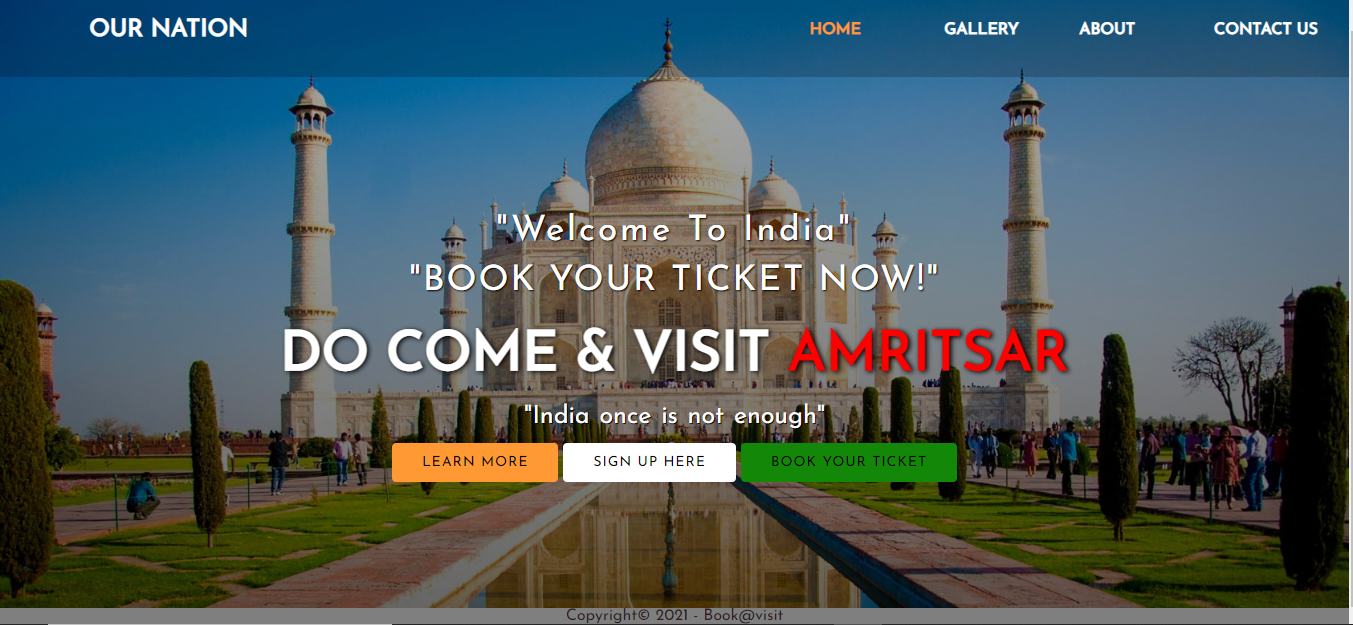 OUR NATION HOME GALLERY ABOUT CONTACT US
"Welcome To India"
"BOOK YOUR TICKET NOW!"
DO COME & VISIT AMRITSAR
"India once is not enough"
LEARN MORE SIGN UP HERE BOOK YOUR TICKET
Copyright© 2021 - Book@visit